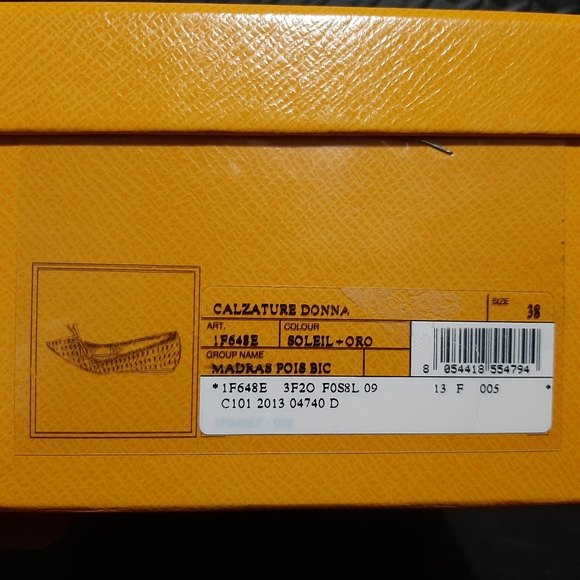 CALZATURE DONNA SIZE 38
ART. COLOUR
1F648E SOLEIL+ORO
GROUP NAME
MADRAS POIS BIC
8 054418 554794
*1F648E 3F2O F0S8L 09 13 F 005 *
C101 2013 04740 D